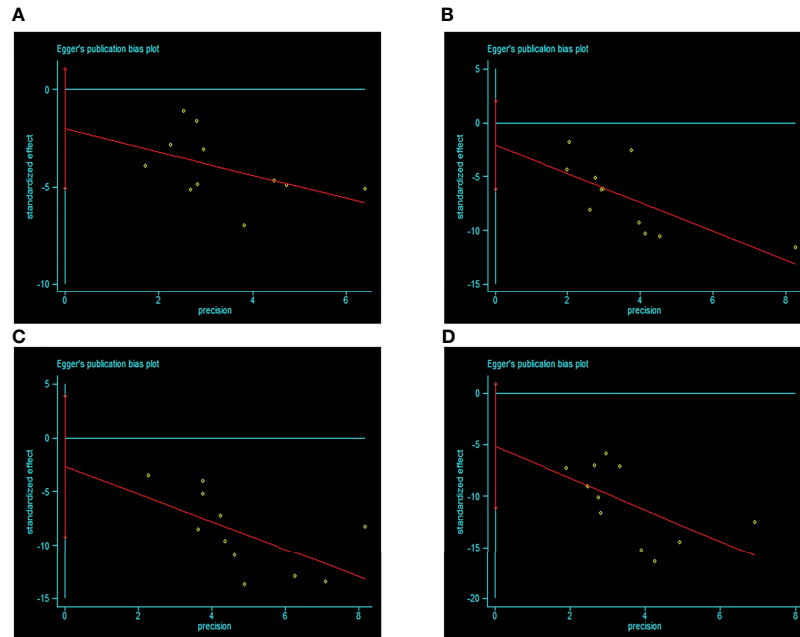 A
Egger's publication bias plot
0
-5
-10
standardized effect
0
2
4
6
precision
B
Egger's publication bias plot
5
0
-5
-10
-15
standardized effect
0
2
4
6
8
precision
C
Egger's publication bias plot
5
0
-5
-10
-15
standardized effect
0
2
4
6
8
precision
D
Egger's publication bias plot
0
-5
-10
-15
-20
standardized effect
0
2
4
6
8
precision